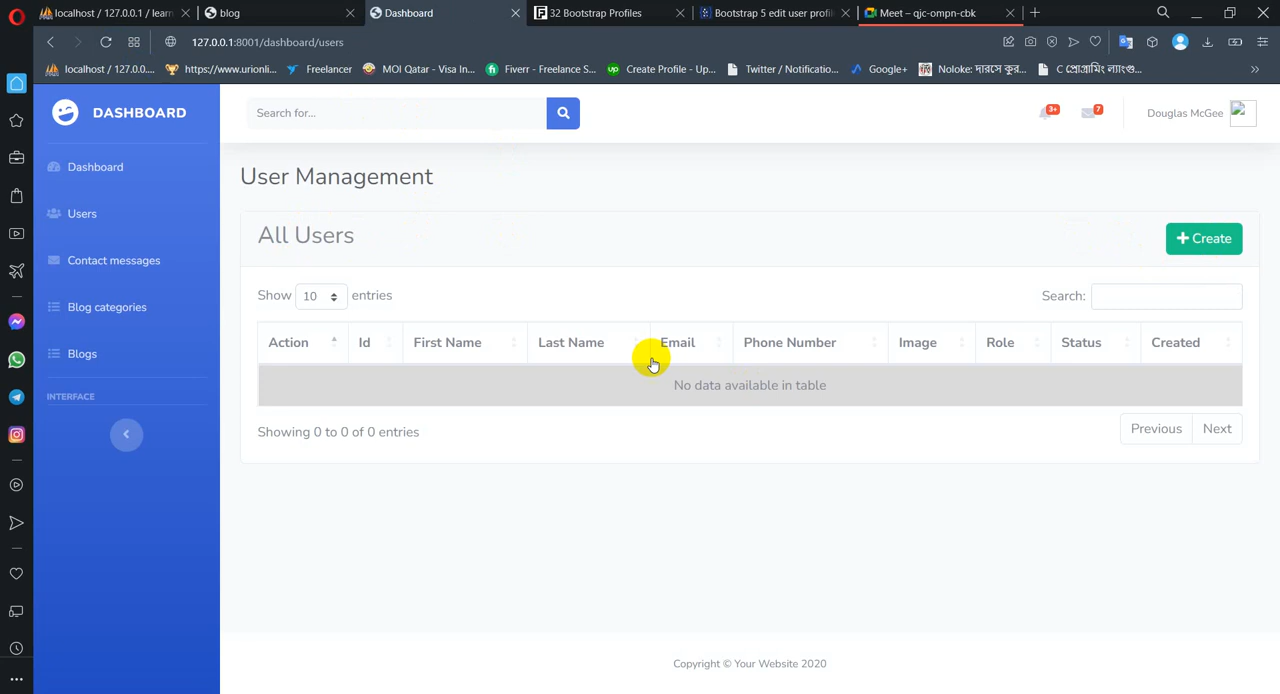 localhost / 127.0.0.1 / learn
blog
Dashboard
32 Bootstrap Profiles
Bootstrap 5 edit user profil
Meet – qjc-ompn-cbk
127.0.0.1:8001/dashboard/users
localhost / 127.0.0....
https://www.urionli...
Freelancer
MOI Qatar - Visa In...
Fiverr - Freelance S...
Create Profile - Up...
Twitter / Notificatio...
Google+
Noloke: দারসে কুর...
C প্রোগ্রামিং ল্যাংগু...
DASHBOARD
Search for...
3+
7
Douglas McGee
Dashboard
Users
Contact messages
Blog categories
Blogs
INTERFACE
User Management
All Users
Create
Show 10 entries
Search:
Action Id First Name Last Name Email Phone Number Image Role Status Created
No data available in table
Showing 0 to 0 of 0 entries
Previous Next
Copyright © Your Website 2020